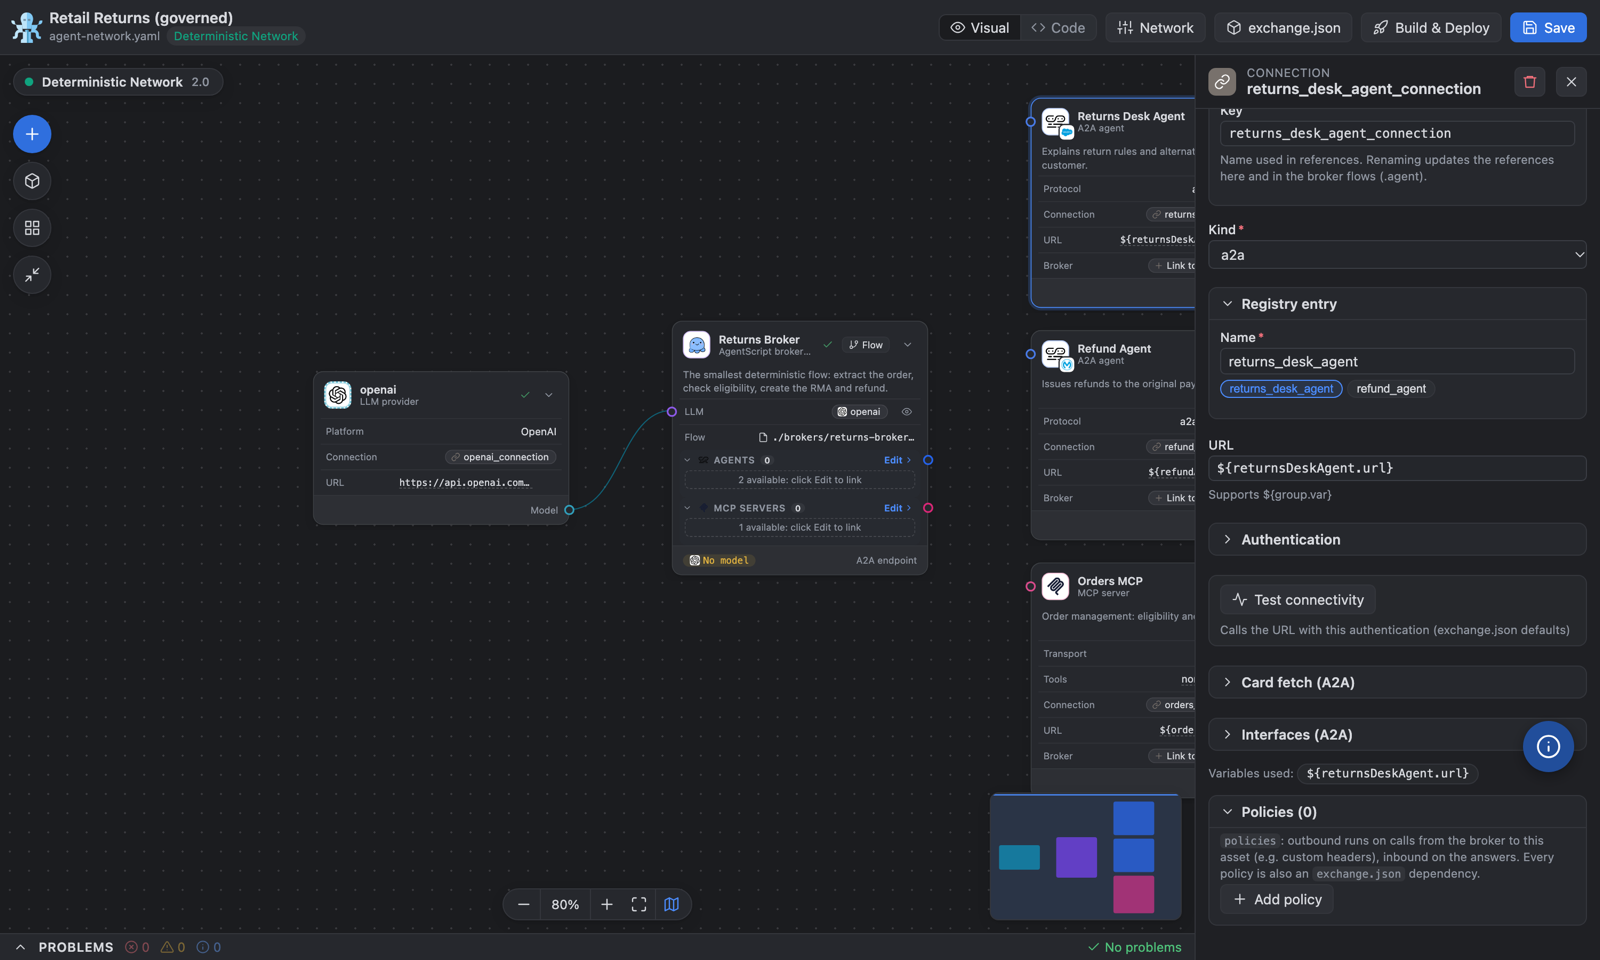 Retail Returns (governed)
agent-network.yaml Deterministic Network
Visual
Code
Network
exchange.json
Build & Deploy
Save
Deterministic Network 2.0
openai
LLM provider
Platform OpenAI
Connection openai_connection
URL https://api.openai.com…
Model
Returns Broker
AgentScript broker…
Flow
The smallest deterministic flow: extract the order,
check eligibility, create the RMA and refund.
LLM openai
Flow ./brokers/returns-broker…
AGENTS 0 Edit
2 available: click Edit to link
MCP SERVERS 0 Edit
1 available: click Edit to link
No model A2A endpoint
Returns Desk Agent
A2A agent
Explains return rules and alternat
customer.
Protocol a
Connection returns
URL ${returnsDesk
Broker + Link to
Refund Agent
A2A agent
Issues refunds to the original pay
Protocol a2a
Connection refund_
URL ${refund
Broker + Link to
Orders MCP
MCP server
Order management: eligibility and
Transport
Tools no
Connection orders_
URL ${orde
Broker + Link to
80%
PROBLEMS 0 0 0
No problems
CONNECTION
returns_desk_agent_connection
Key
returns_desk_agent_connection
Name used in references. Renaming updates the references
here and in the broker flows (.agent).
Kind *
a2a
Registry entry
Name *
returns_desk_agent
returns_desk_agent refund_agent
URL
${returnsDeskAgent.url}
Supports ${group.var}
Authentication
Test connectivity
Calls the URL with this authentication (exchange.json defaults)
Card fetch (A2A)
Interfaces (A2A)
Variables used: ${returnsDeskAgent.url}
Policies (0)
policies: outbound runs on calls from the broker to this
asset (e.g. custom headers), inbound on the answers. Every
policy is also an exchange.json dependency.
+ Add policy